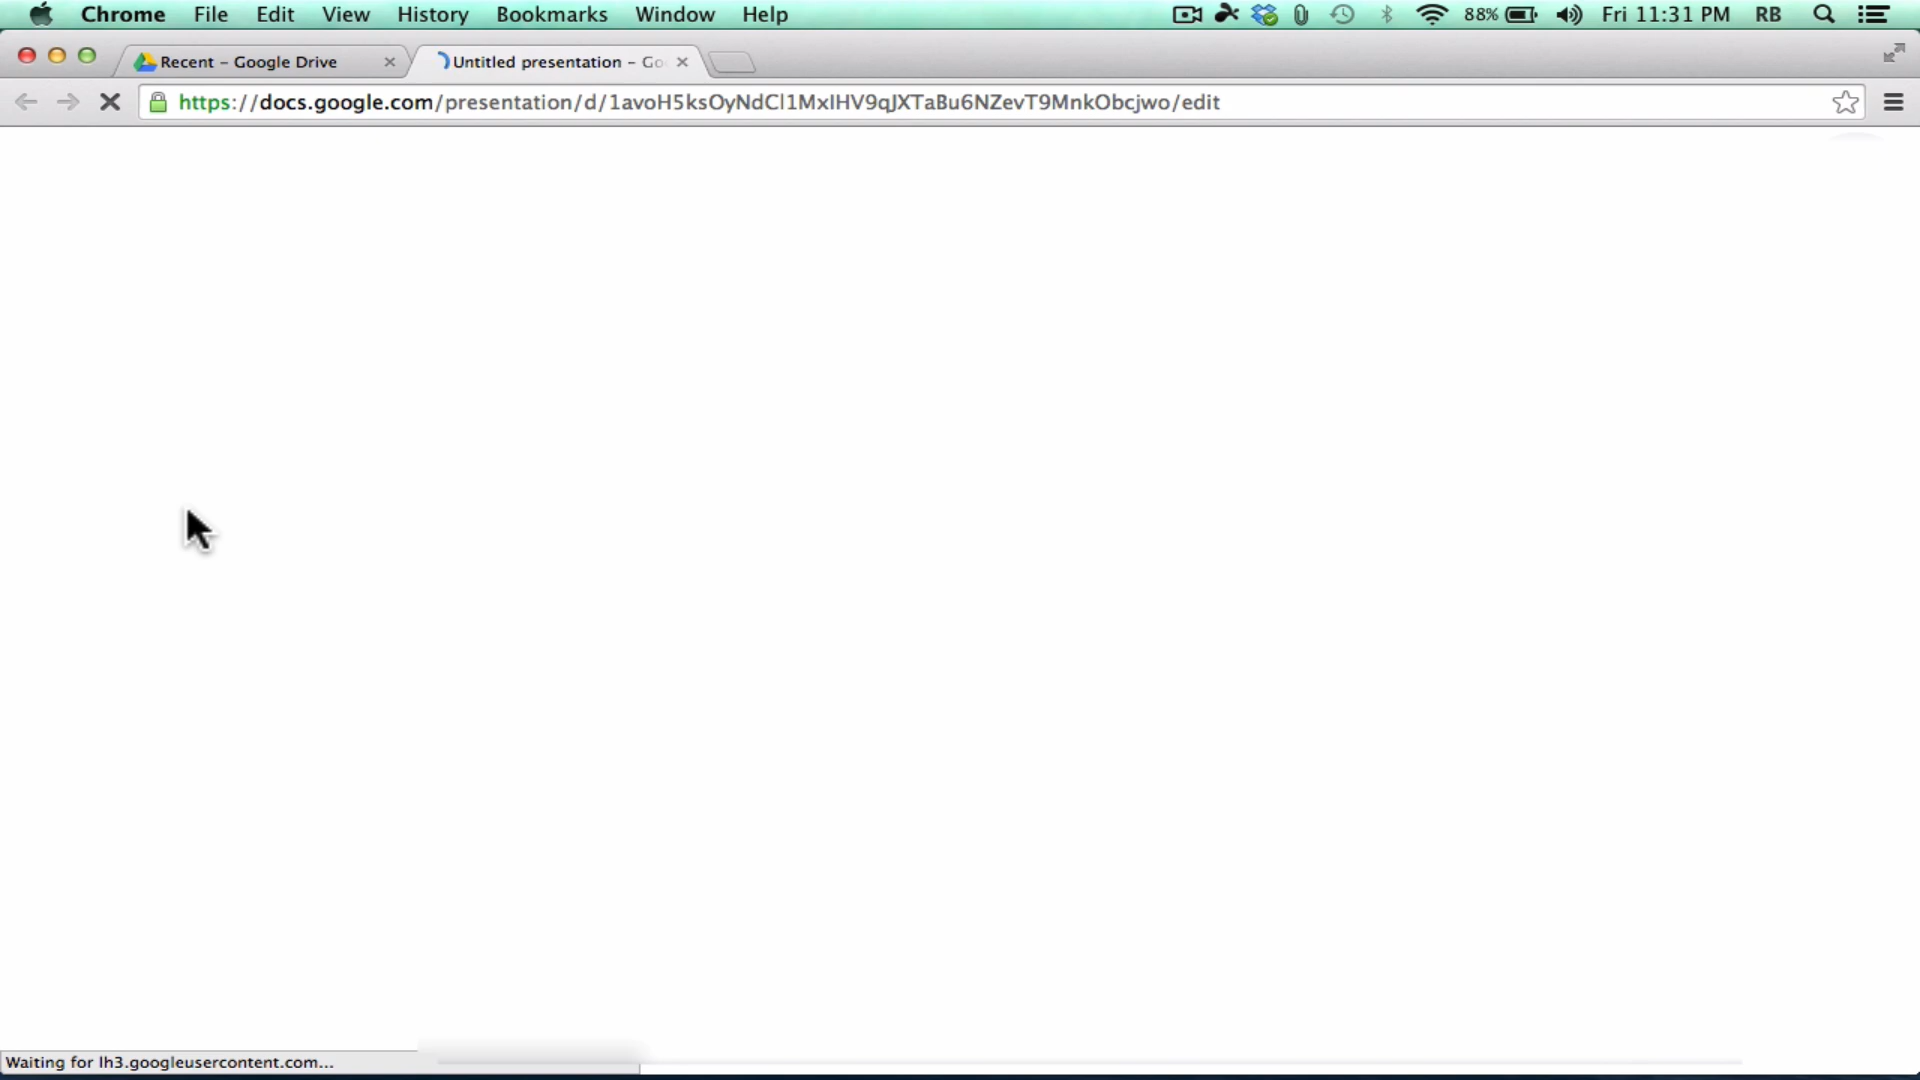 Chrome File Edit View History Bookmarks Window Help 88% Fri 11:31 PM RB
Recent – Google Drive Untitled presentation – Go
https://docs.google.com/presentation/d/1avoH5ksOyNdCl1MxIHV9qJXTaBu6NZevT9MnkObcjwo/edit
Waiting for lh3.googleusercontent.com...